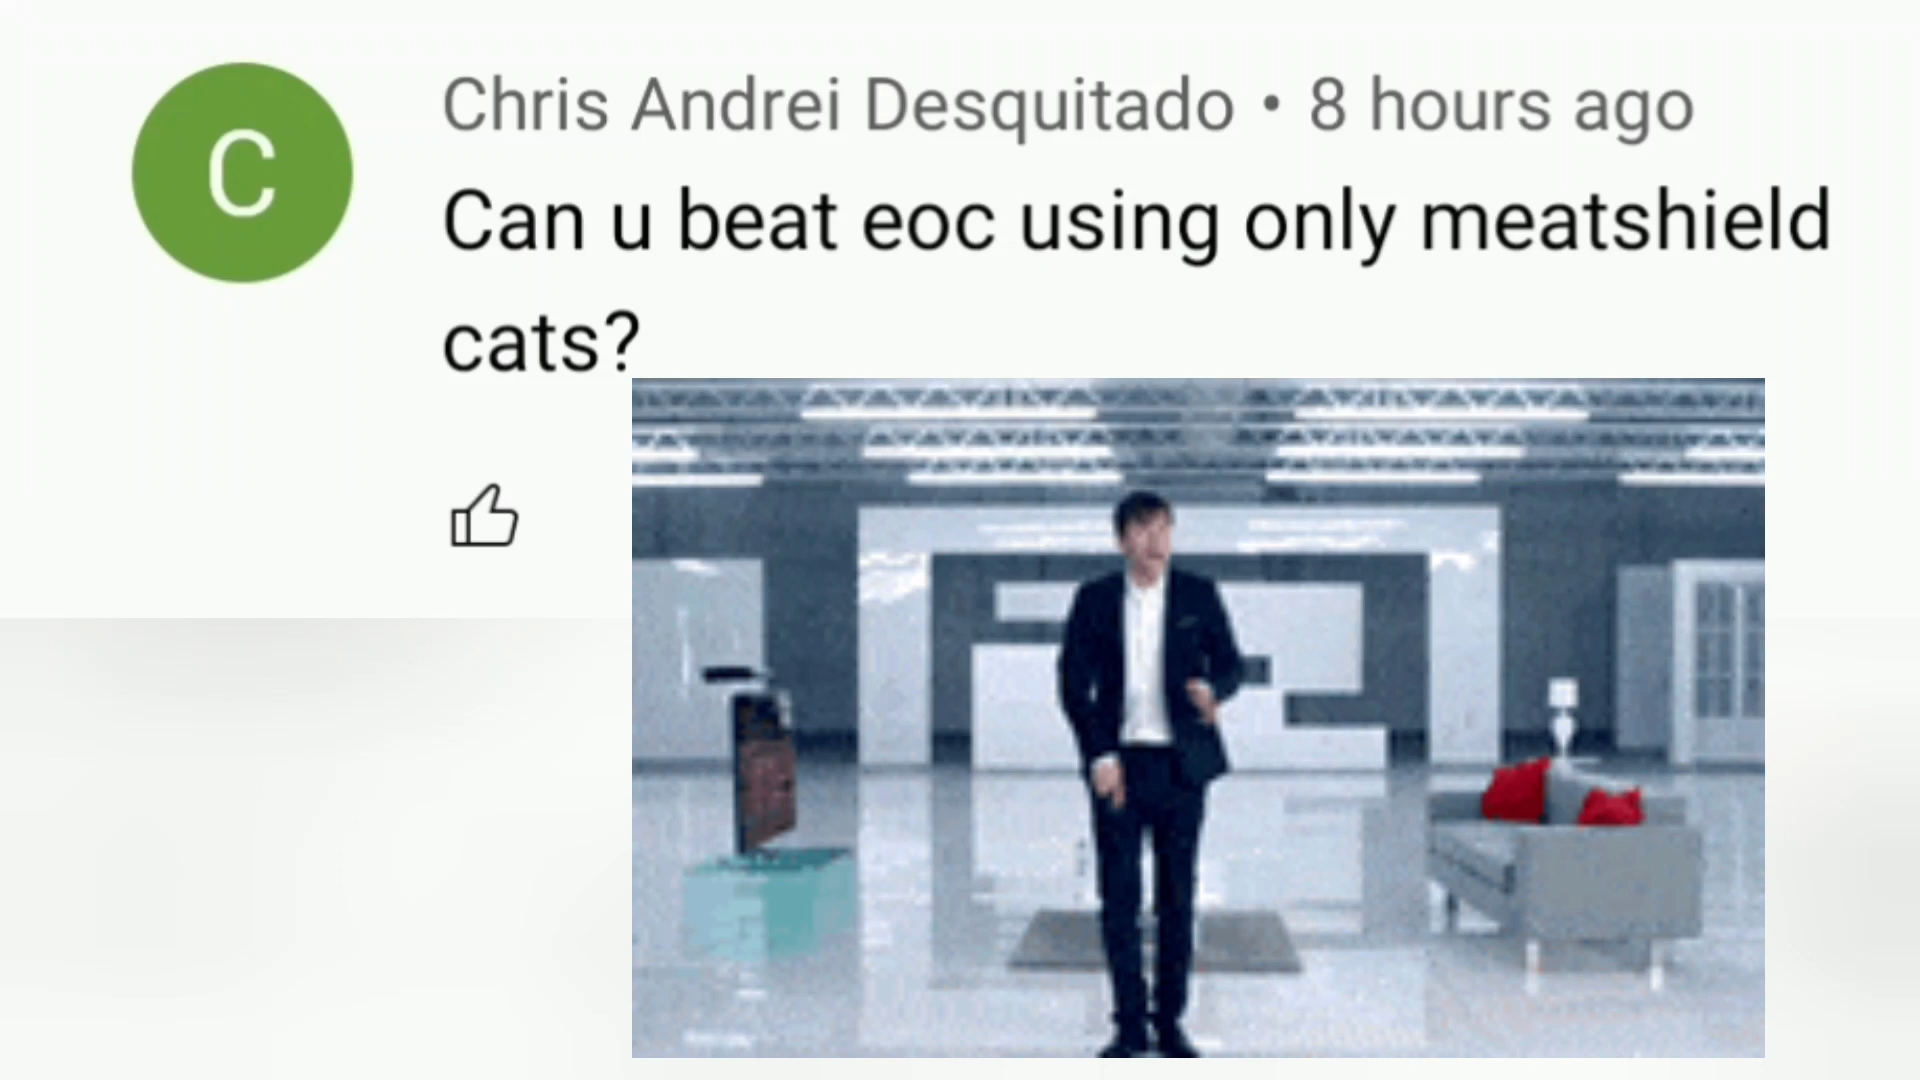 C
Chris Andrei Desquitado • 8 hours ago
Can u beat eoc using only meatshield
cats?